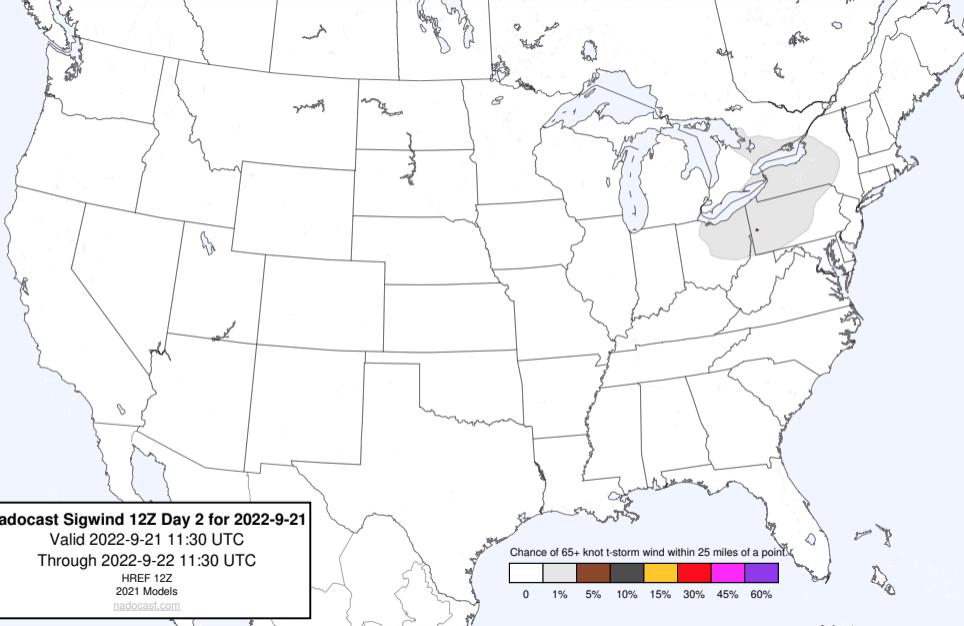 adocast Sigwind 12Z Day 2 for 2022-9-21
Valid 2022-9-21 11:30 UTC
Through 2022-9-22 11:30 UTC
HREF 12Z
2021 Models
nadocast.com
Chance of 65+ knot t-storm wind within 25 miles of a point.
0 1% 5% 10% 15% 30% 45% 60%